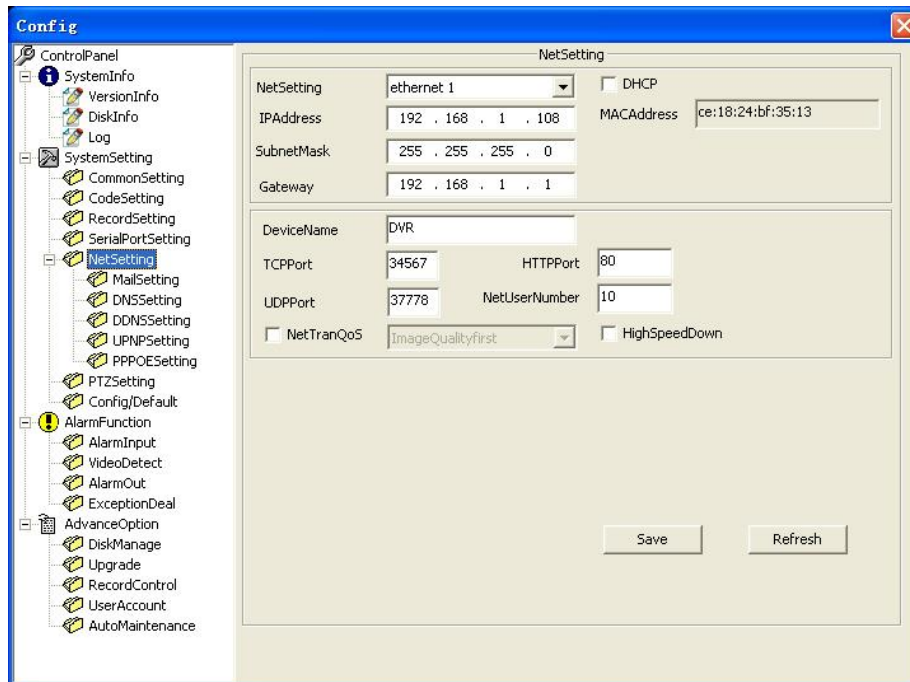 Config
ControlPanel
SystemInfo
VersionInfo
DiskInfo
Log
SystemSetting
CommonSetting
CodeSetting
RecordSetting
SerialPortSetting
NetSetting
MailSetting
DNSSetting
DDNSSetting
UPNPSetting
PPPOESetting
PTZSetting
Config/Default
AlarmFunction
AlarmInput
VideoDetect
AlarmOut
ExceptionDeal
AdvanceOption
DiskManage
Upgrade
RecordControl
UserAccount
AutoMaintenance
NetSetting
NetSetting ethernet 1 DHCP
IPAddress 192 . 168 . 1 . 108 MACAddress ce:18:24:bf:35:13
SubnetMask 255 . 255 . 255 . 0
Gateway 192 . 168 . 1 . 1
DeviceName DVR
TCPPort 34567 HTTPPort 80
UDPPort 37778 NetUserNumber 10
NetTranQoS ImageQualityfirst HighSpeedDown
Save Refresh